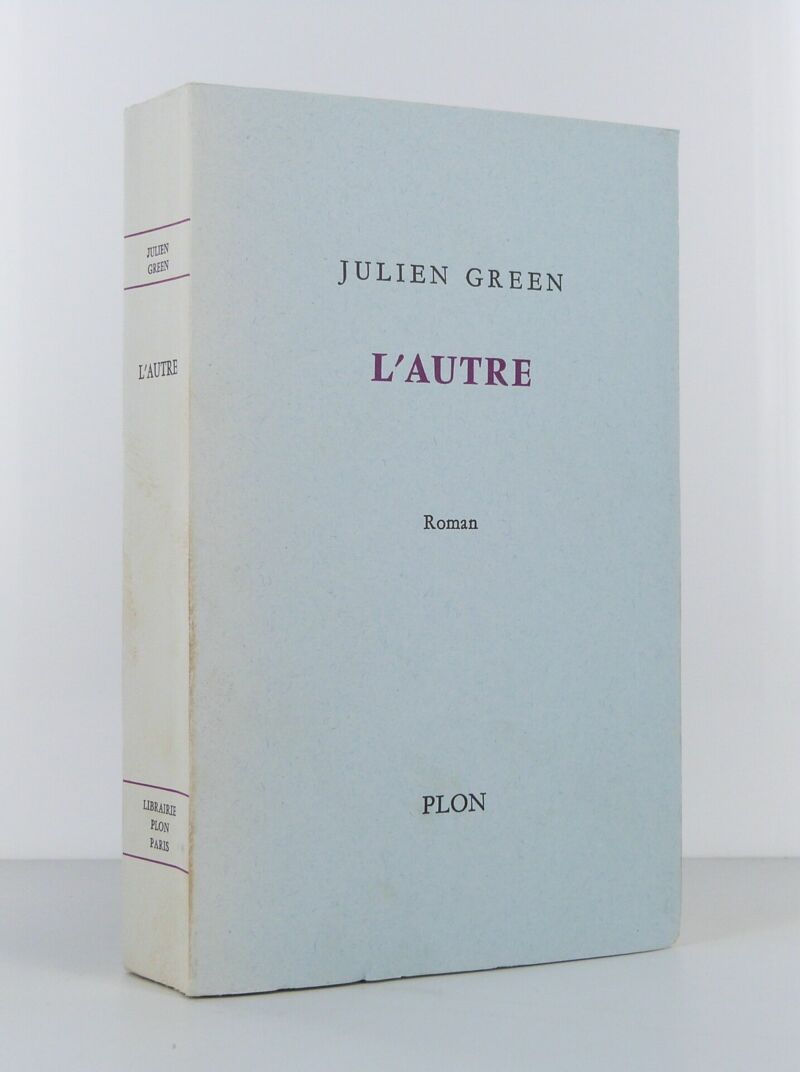 JULIEN
GREEN
L'AUTRE
LIBRAIRIE
PLON
PARIS
JULIEN GREEN
L'AUTRE
Roman
PLON